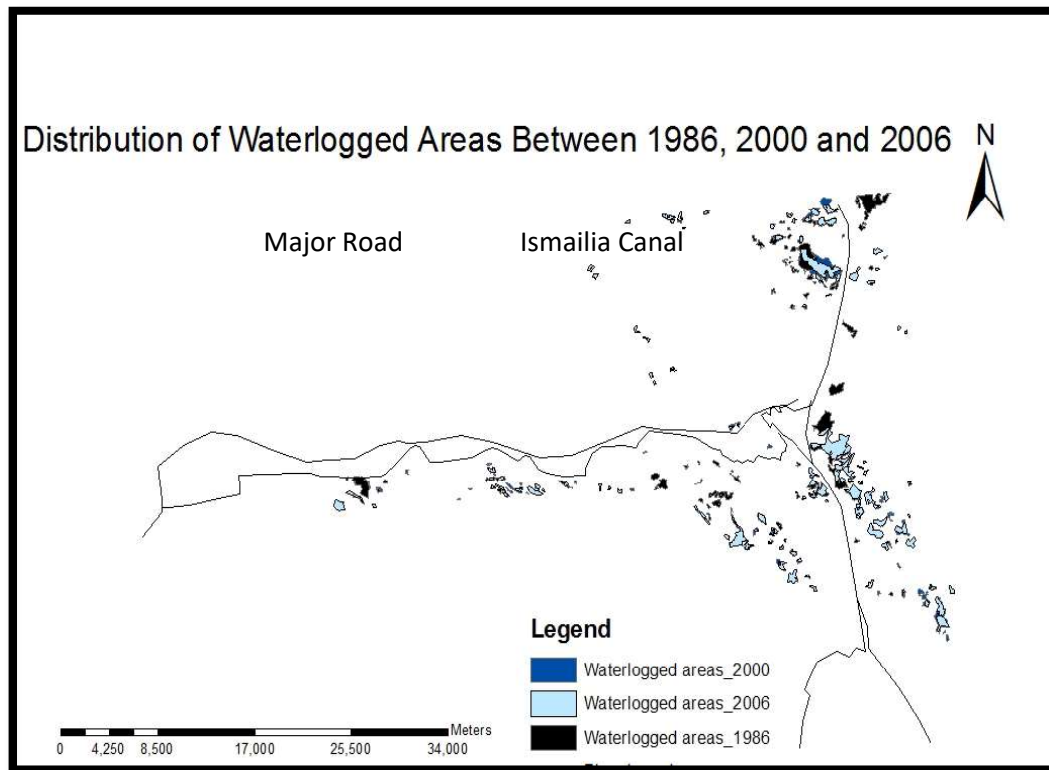 Distribution of Waterlogged Areas Between 1986, 2000 and 2006
N
Major Road
Ismailia Canal
Legend
Waterlogged areas_2000
Waterlogged areas_2006
Waterlogged areas_1986
Meters
0 4,250 8,500 17,000 25,500 34,000